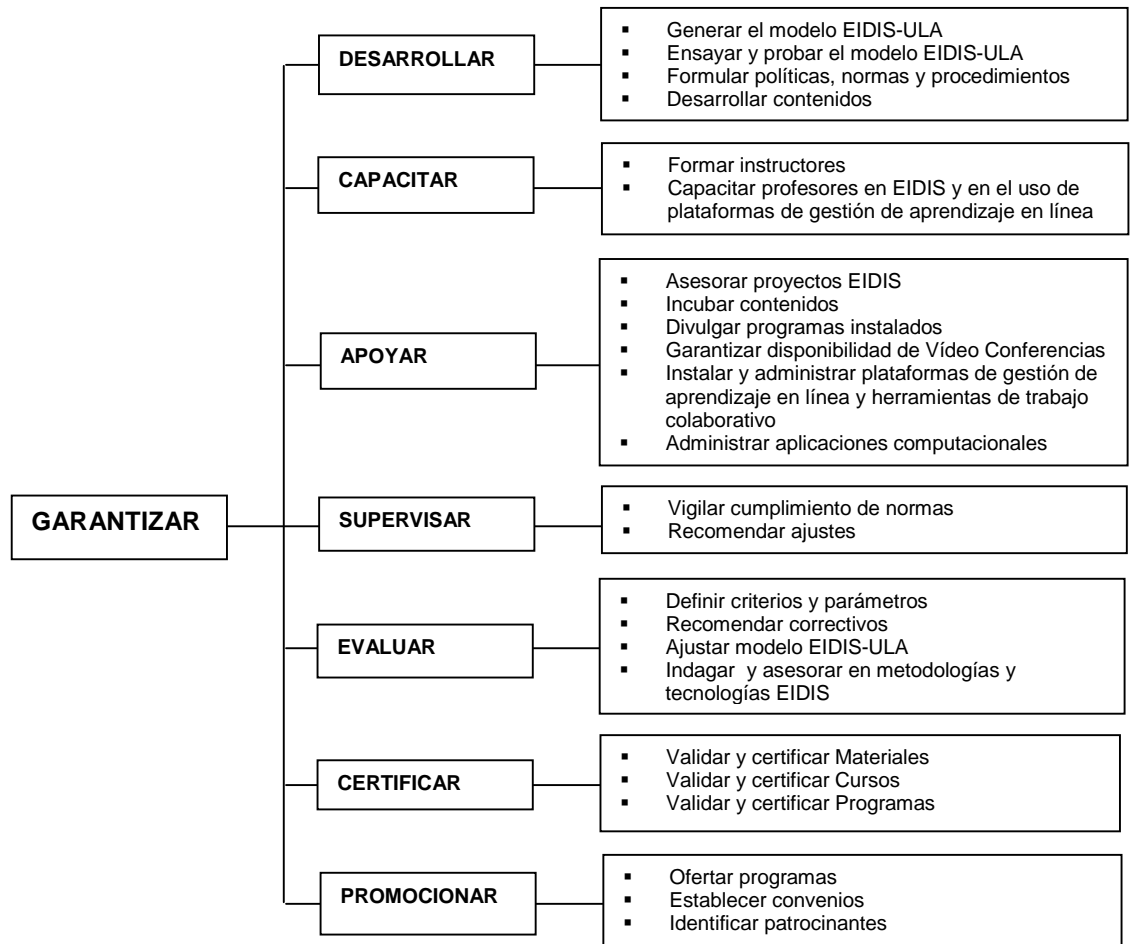 DESARROLLAR
▪ Generar el modelo EIDIS-ULA
▪ Ensayar y probar el modelo EIDIS-ULA
▪ Formular políticas, normas y procedimientos
▪ Desarrollar contenidos
CAPACITAR
▪ Formar instructores
▪ Capacitar profesores en EIDIS y en el uso de
plataformas de gestión de aprendizaje en línea
APOYAR
▪ Asesorar proyectos EIDIS
▪ Incubar contenidos
▪ Divulgar programas instalados
▪ Garantizar disponibilidad de Vídeo Conferencias
▪ Instalar y administrar plataformas de gestión de
aprendizaje en línea y herramientas de trabajo
colaborativo
▪ Administrar aplicaciones computacionales
GARANTIZAR
SUPERVISAR
▪ Vigilar cumplimiento de normas
▪ Recomendar ajustes
EVALUAR
▪ Definir criterios y parámetros
▪ Recomendar correctivos
▪ Ajustar modelo EIDIS-ULA
▪ Indagar y asesorar en metodologías y
tecnologías EIDIS
CERTIFICAR
▪ Validar y certificar Materiales
▪ Validar y certificar Cursos
▪ Validar y certificar Programas
PROMOCIONAR
▪ Ofertar programas
▪ Establecer convenios
▪ Identificar patrocinantes